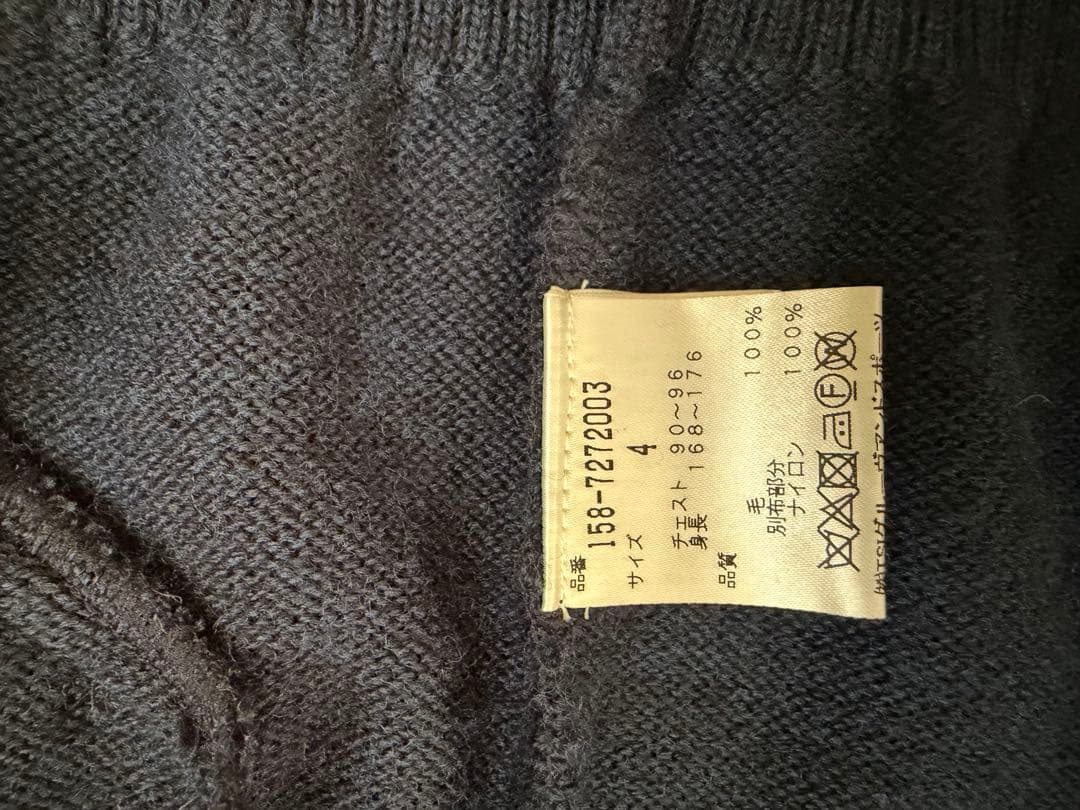 品番
158-7272003
サイズ
4
チェスト 90～96
身長 168～176
品質
毛 100%
別布部分
ナイロン 100%